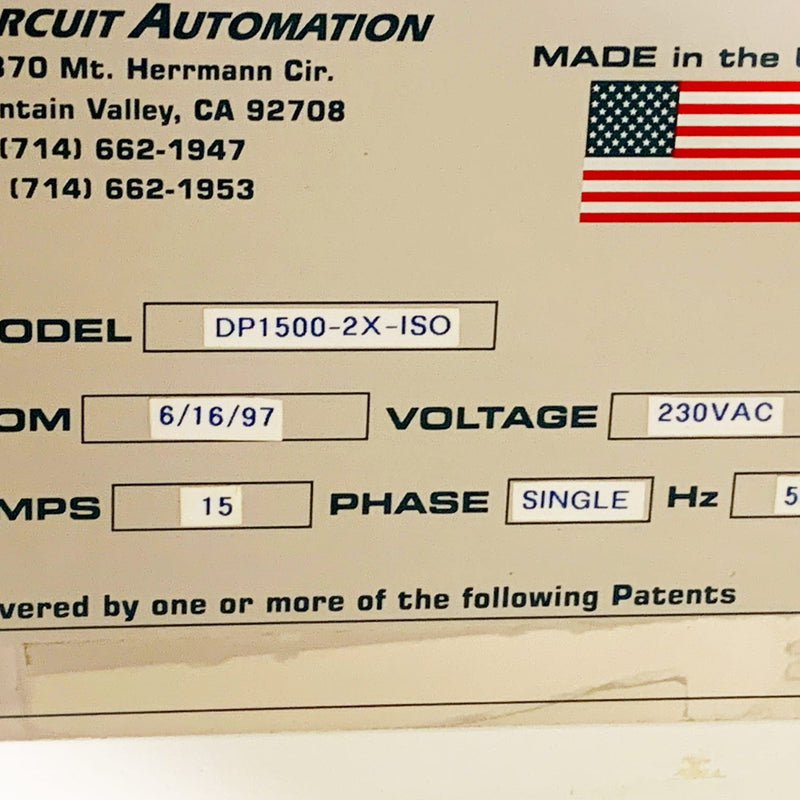 RCUIT AUTOMATION
370 Mt. Herrmann Cir.
ntain Valley, CA 92708
(714) 662-1947
(714) 662-1953
MADE in the
ODEL DP1500-2X-ISO
OM 6/16/97 VOLTAGE 230VAC
MPS 15 PHASE SINGLE Hz 5
vered by one or more of the following Patents